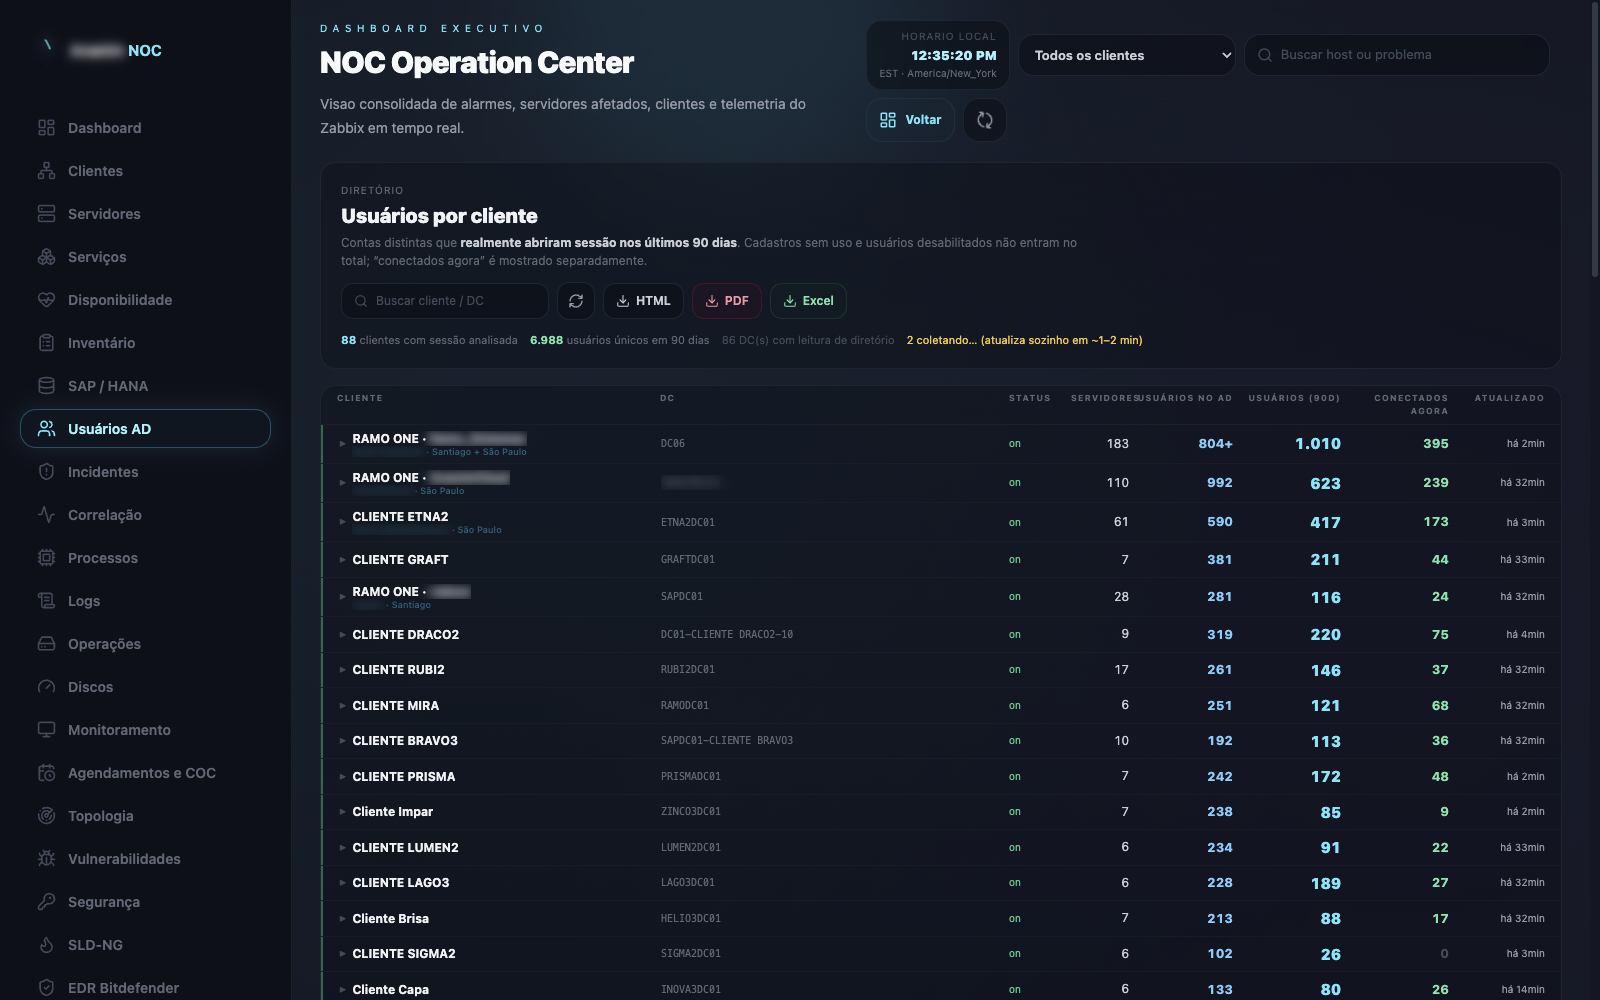 NOC
Dashboard
Clientes
Servidores
Serviços
Disponibilidade
Inventário
SAP / HANA
Usuários AD
Incidentes
Correlação
Processos
Logs
Operações
Discos
Monitoramento
Agendamentos e COC
Topologia
Vulnerabilidades
Segurança
SLD-NG
EDR Bitdefender
DASHBOARD EXECUTIVO
NOC Operation Center
Visao consolidada de alarmes, servidores afetados, clientes e telemetria do
Zabbix em tempo real.
HORARIO LOCAL
12:35:20 PM
EST · America/New_York
Todos os clientes
Buscar host ou problema
Voltar
DIRETÓRIO
Usuários por cliente
Contas distintas que realmente abriram sessão nos últimos 90 dias. Cadastros sem uso e usuários desabilitados não entram no
total; “conectados agora” é mostrado separadamente.
Buscar cliente / DC
HTML
PDF
Excel
88 clientes com sessão analisada 6.988 usuários únicos em 90 dias 86 DC(s) com leitura de diretório 2 coletando... (atualiza sozinho em ~1–2 min)
CLIENTE DC STATUS SERVIDORES USUÁRIOS NO AD USUÁRIOS (90D) CONECTADOS AGORA ATUALIZADO
RAMO ONE · DC06 on 183 804+ 1.010 395 há 2min
· Santiago + São Paulo
RAMO ONE · on 110 992 623 239 há 32min
· São Paulo
CLIENTE ETNA2 ETNA2DC01 on 61 590 417 173 há 3min
· São Paulo
CLIENTE GRAFT GRAFTDC01 on 7 381 211 44 há 33min
RAMO ONE · SAPDC01 on 28 281 116 24 há 32min
· Santiago
CLIENTE DRACO2 DC01-CLIENTE DRACO2-10 on 9 319 220 75 há 4min
CLIENTE RUBI2 RUBI2DC01 on 17 261 146 37 há 32min
CLIENTE MIRA RAMODC01 on 6 251 121 68 há 32min
CLIENTE BRAVO3 SAPDC01-CLIENTE BRAVO3 on 10 192 113 36 há 32min
CLIENTE PRISMA PRISMADC01 on 7 242 172 48 há 2min
Cliente Impar ZINCO3DC01 on 7 238 85 9 há 2min
CLIENTE LUMEN2 LUMEN2DC01 on 6 234 91 22 há 33min
CLIENTE LAGO3 LAGO3DC01 on 6 228 189 27 há 32min
Cliente Brisa HELIO3DC01 on 7 213 88 17 há 32min
CLIENTE SIGMA2 SIGMA2DC01 on 6 102 26 0 há 3min
Cliente Capa INOVA3DC01 on 6 133 80 26 há 14min